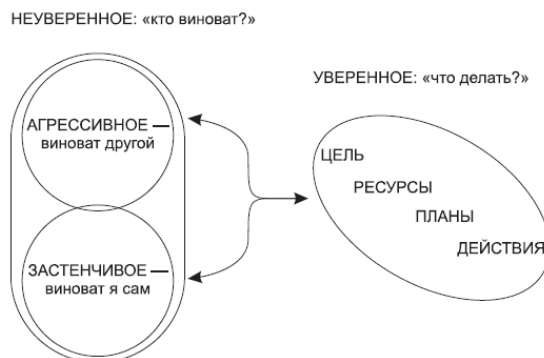 НЕУВЕРЕННОЕ: «кто виноват?»
АГРЕССИВНОЕ —
виноват другой
ЗАСТЕНЧИВОЕ —
виноват я сам
УВЕРЕННОЕ: «что делать?»
ЦЕЛЬ
РЕСУРСЫ
ПЛАНЫ
ДЕЙСТВИЯ